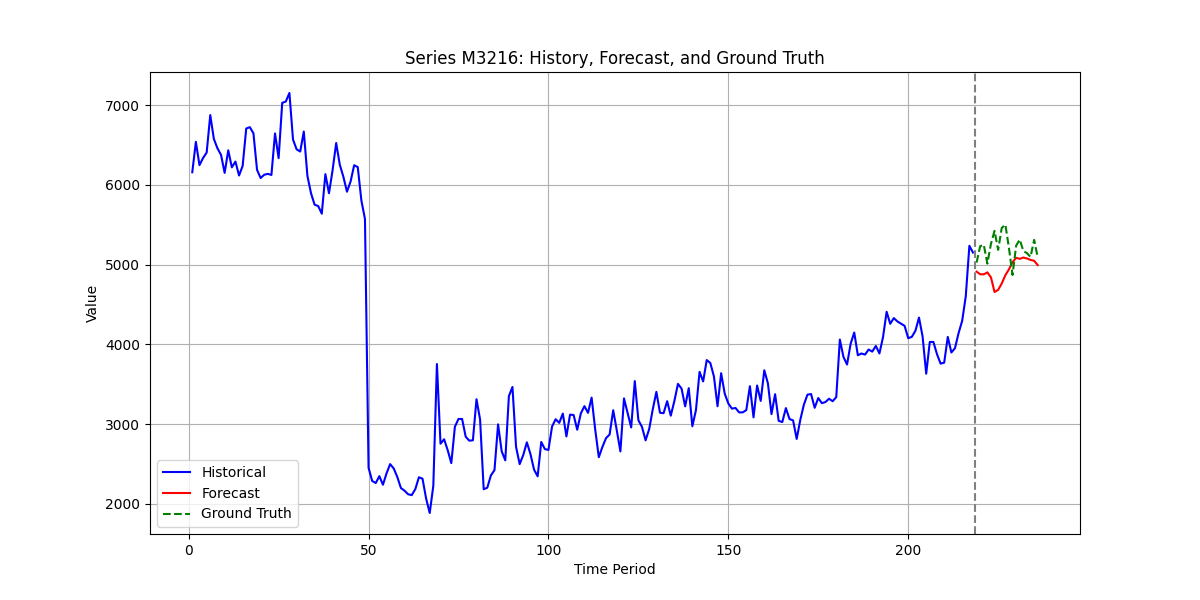 Series M3216: History, Forecast, and Ground Truth
Value
7000
6000
5000
4000
3000
2000
Historical
Forecast
Ground Truth
0
50
100
150
200
Time Period